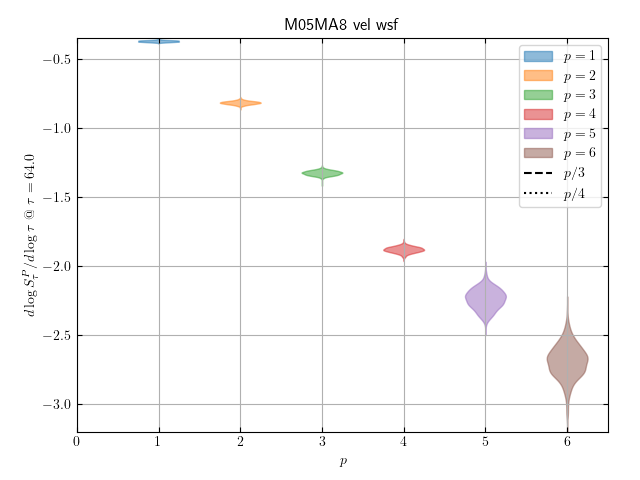 M05MA8 vel wsf
d log S_τ^P / d log τ @ τ = 64.0
−0.5
−1.0
−1.5
−2.0
−2.5
−3.0
0 1 2 3 4 5 6
p
p = 1
p = 2
p = 3
p = 4
p = 5
p = 6
p/3
p/4